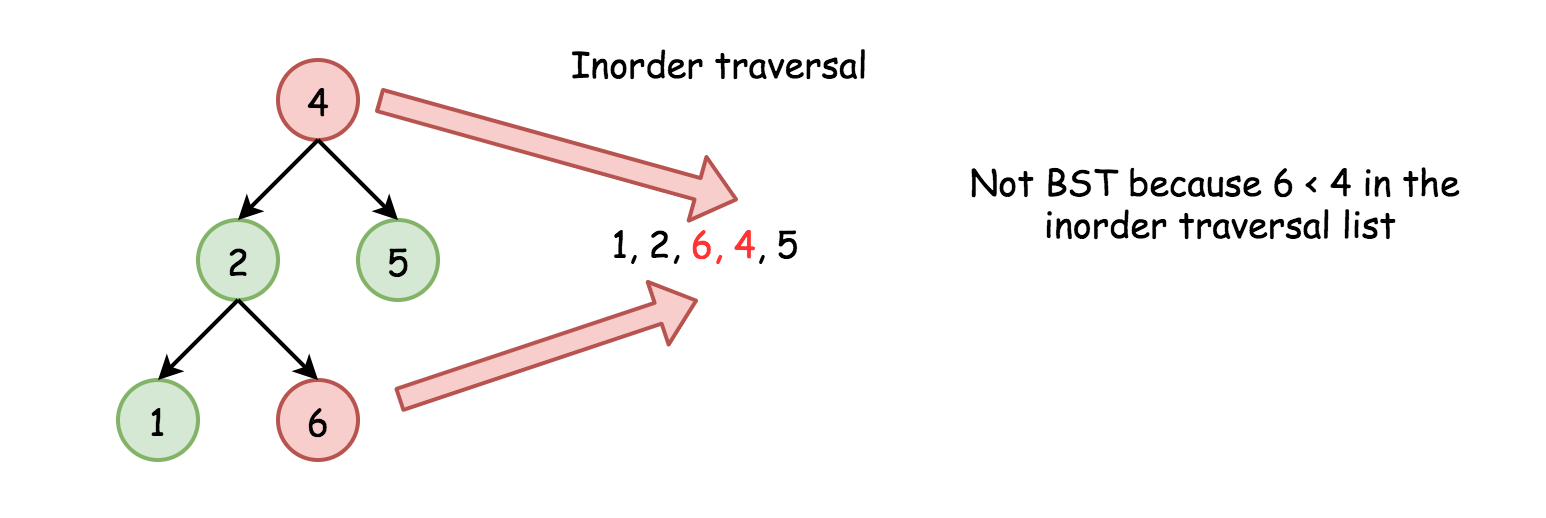 Inorder traversal
4
Not BST because 6 < 4 in the
inorder traversal list
1, 2, 6, 4, 5
2
5
1
6